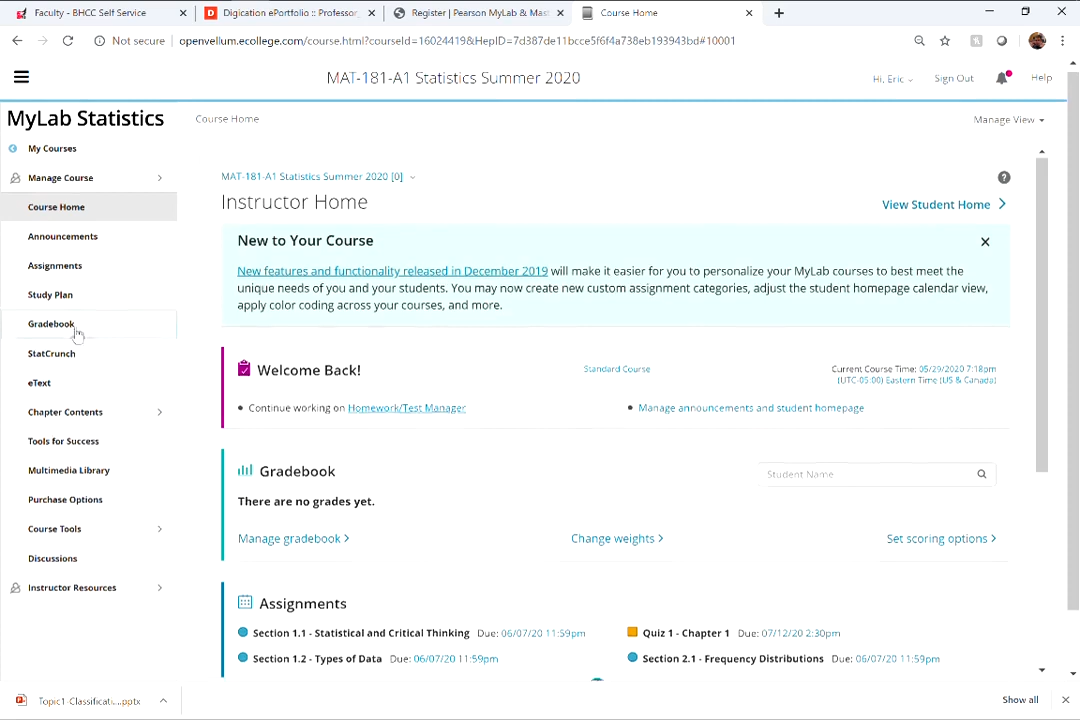 Faculty - BHCC Self Service
Digication ePortfolio :: Professor
Register | Pearson MyLab & Mas
Course Home
Not secure
openvellum.ecollege.com/course.html?courseId=16024419&HepID=7d387de11bcce5f6f4a738eb193943bd#10001
MAT-181-A1 Statistics Summer 2020
Hi, Eric
Sign Out
Help
MyLab Statistics
Course Home
Manage View
My Courses
Manage Course
Course Home
Announcements
Assignments
Study Plan
Gradebook
StatCrunch
eText
Chapter Contents
Tools for Success
Multimedia Library
Purchase Options
Course Tools
Discussions
Instructor Resources
MAT-181-A1 Statistics Summer 2020 [0]
Instructor Home
View Student Home
New to Your Course
New features and functionality released in December 2019 will make it easier for you to personalize your MyLab courses to best meet the
unique needs of you and your students. You may now create new custom assignment categories, adjust the student homepage calendar view,
apply color coding across your courses, and more.
Welcome Back!
Standard Course
Current Course Time: 05/29/2020 7:18pm
(UTC-05:00) Eastern Time (US & Canada)
• Continue working on Homework/Test Manager
• Manage announcements and student homepage
Gradebook
Student Name
There are no grades yet.
Manage gradebook >
Change weights >
Set scoring options >
Assignments
Section 1.1 - Statistical and Critical Thinking Due: 06/07/20 11:59pm
Quiz 1 - Chapter 1 Due: 07/12/20 2:30pm
Section 1.2 - Types of Data Due: 06/07/20 11:59pm
Section 2.1 - Frequency Distributions Due: 06/07/20 11:59pm
Topic1-Classificati....pptx
Show all